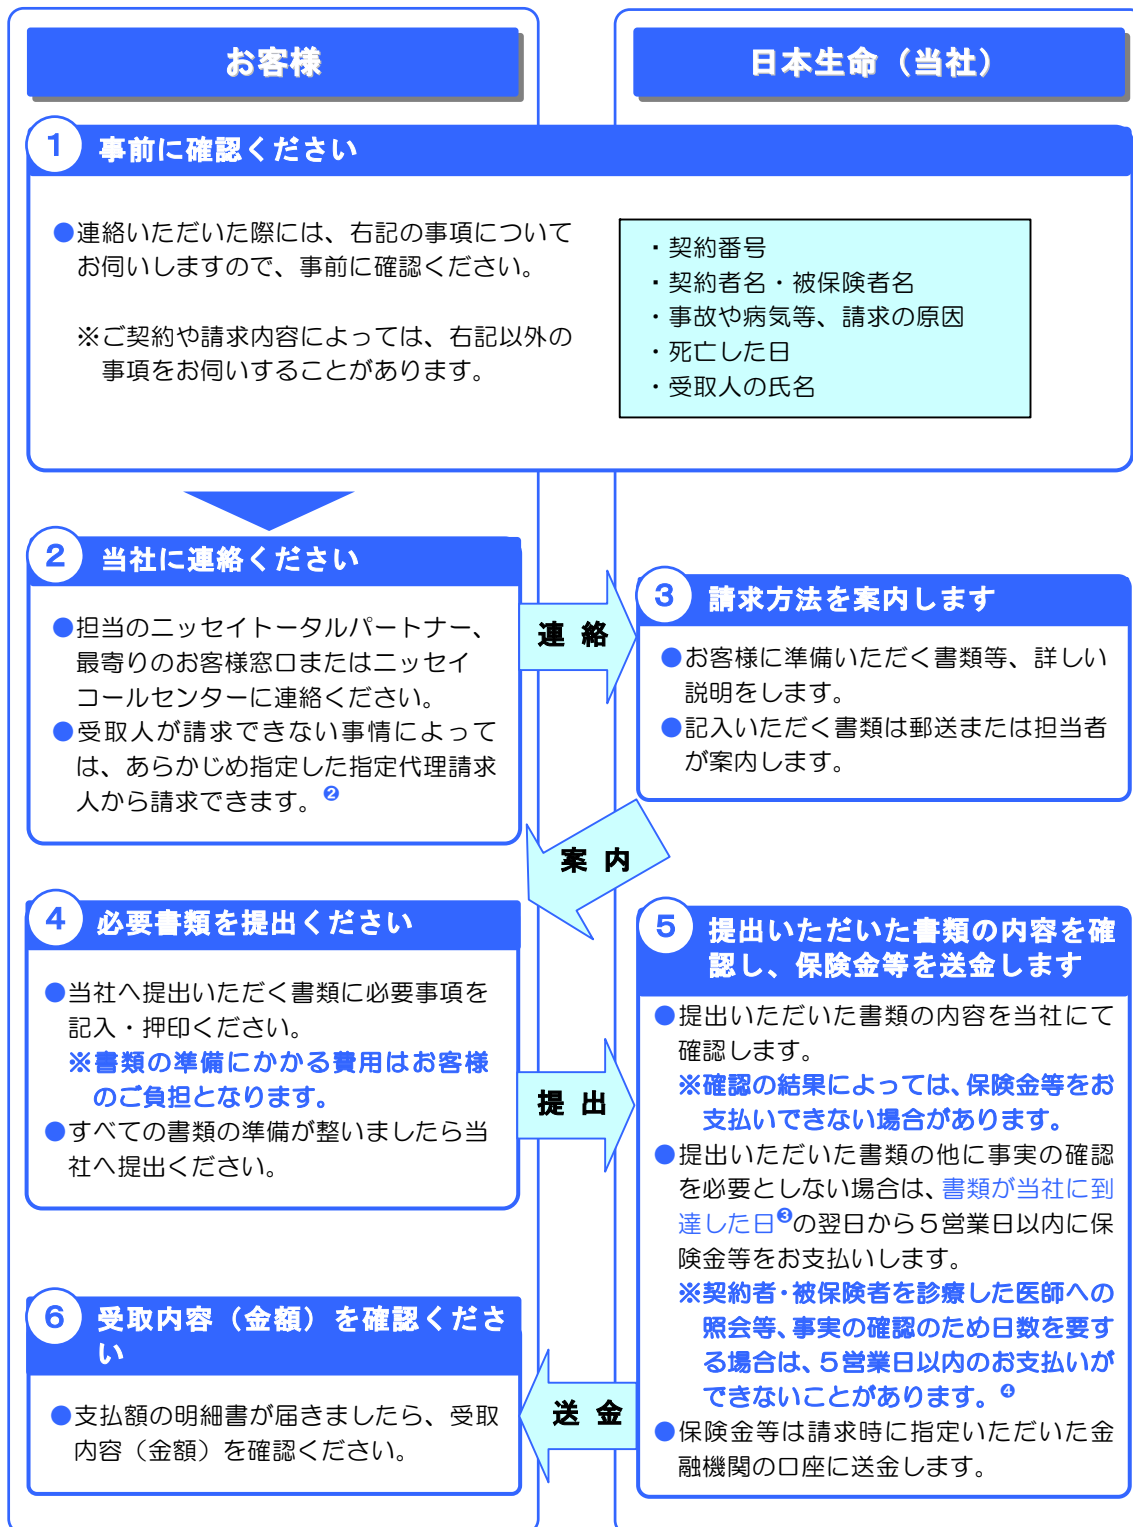 お客様
日本生命（当社）
1 事前に確認ください
●連絡いただいた際には、右記の事項について
お伺いしますので、事前に確認ください。
※ご契約や請求内容によっては、右記以外の
事項をお伺いすることがあります。
・契約番号
・契約者名・被保険者名
・事故や病気等、請求の原因
・死亡した日
・受取人の氏名
2 当社に連絡ください
●担当のニッセイトータルパートナー、
最寄りのお客様窓口またはニッセイ
コールセンターに連絡ください。
●受取人が請求できない事情によって
は、あらかじめ指定した指定代理請求
人から請求できます。❷
連絡
3 請求方法を案内します
●お客様に準備いただく書類等、詳しい
説明をします。
●記入いただく書類は郵送または担当者
が案内します。
案内
4 必要書類を提出ください
●当社へ提出いただく書類に必要事項を
記入・押印ください。
※書類の準備にかかる費用はお客様
のご負担となります。
●すべての書類の準備が整いましたら当
社へ提出ください。
提出
5 提出いただいた書類の内容を確
認し、保険金等を送金します
●提出いただいた書類の内容を当社にて
確認します。
※確認の結果によっては、保険金等をお
支払いできない場合があります。
●提出いただいた書類の他に事実の確認
を必要としない場合は、書類が当社に到
達した日❸の翌日から５営業日以内に保
険金等をお支払いします。
※契約者・被保険者を診療した医師への
照会等、事実の確認のため日数を要す
る場合は、５営業日以内のお支払いが
できないことがあります。❹
●保険金等は請求時に指定いただいた金
融機関の口座に送金します。
送金
6 受取内容（金額）を確認くださ
い
●支払額の明細書が届きましたら、受取
内容（金額）を確認ください。